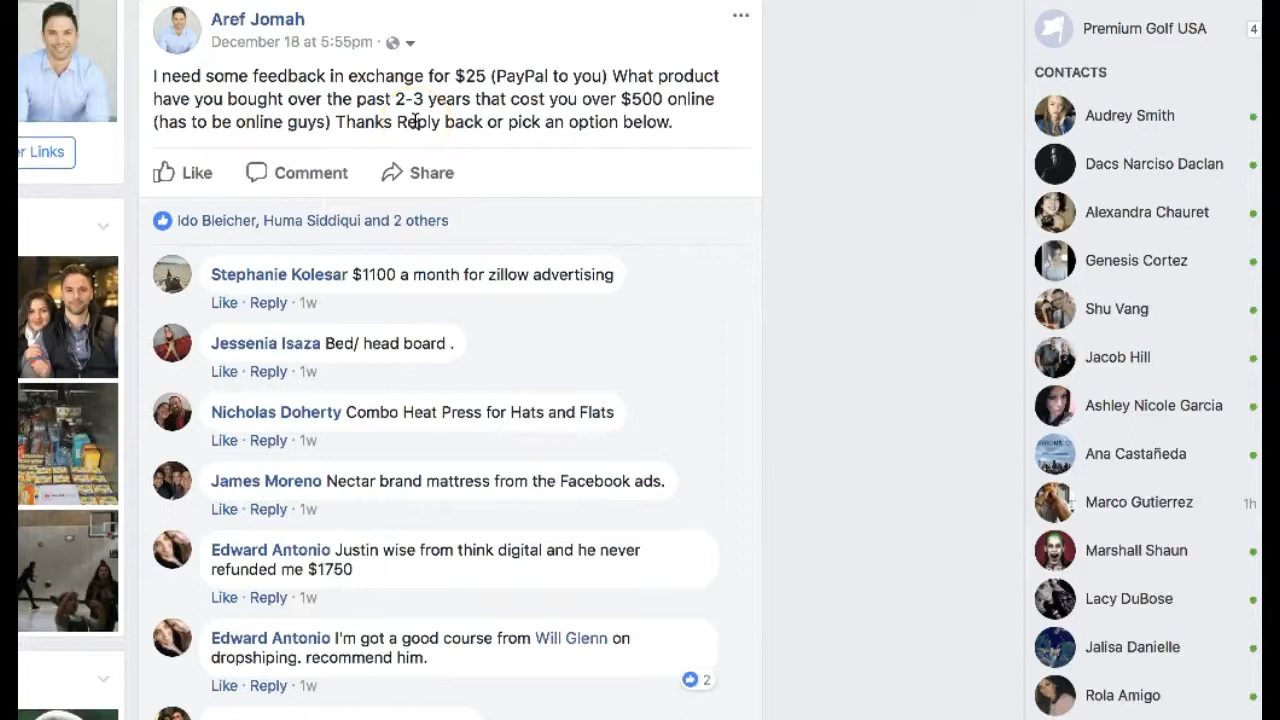 Aref Jomah
December 18 at 5:55pm ·
I need some feedback in exchange for $25 (PayPal to you) What product
have you bought over the past 2-3 years that cost you over $500 online
(has to be online guys) Thanks Reply back or pick an option below.
Like Comment Share
Ido Bleicher, Huma Siddiqui and 2 others
Stephanie Kolesar $1100 a month for zillow advertising
Like · Reply · 1w
Jessenia Isaza Bed/ head board .
Like · Reply · 1w
Nicholas Doherty Combo Heat Press for Hats and Flats
Like · Reply · 1w
James Moreno Nectar brand mattress from the Facebook ads.
Like · Reply · 1w
Edward Antonio Justin wise from think digital and he never
refunded me $1750
Like · Reply · 1w
Edward Antonio I'm got a good course from Will Glenn on
dropshiping. recommend him.
2
Like · Reply · 1w
er Links
Premium Golf USA 4
CONTACTS
Audrey Smith
Dacs Narciso Daclan
Alexandra Chauret
Genesis Cortez
Shu Vang
Jacob Hill
Ashley Nicole Garcia
Ana Castañeda
Marco Gutierrez 1h
Marshall Shaun
Lacy DuBose
Jalisa Danielle
Rola Amigo